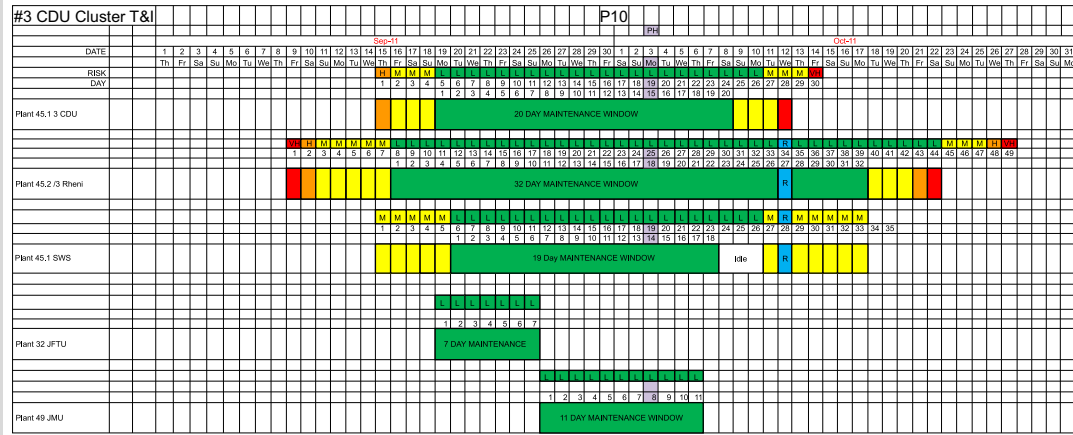 #3 CDU Cluster T&I P10
PH
Sep-11 Oct-11
DATE 1 2 3 4 5 6 7 8 9 10 11 12 13 14 15 16 17 18 19 20 21 22 23 24 25 26 27 28 29 30 1 2 3 4 5 6 7 8 9 10 11 12 13 14 15 16 17 18 19 20 21 22 23 24 25 26 27 28 29 30 31
Th Fr Sa Su Mo Tu We Th Fr Sa Su Mo Tu We Th Fr Sa Su Mo Tu We Th Fr Sa Su Mo Tu We Th Fr Sa Su Mo Tu We Th Fr Sa Su Mo Tu We Th Fr Sa Su Mo Tu We Th Fr Sa Su Mo Tu We Th Fr Sa Su Mo
RISK H M M M L L L L L L L L L L L L L L L L L L L L L L M M M VH
DAY 1 2 3 4 5 6 7 8 9 10 11 12 13 14 15 16 17 18 19 20 21 22 23 24 25 26 27 28 29 30
1 2 3 4 5 6 7 8 9 10 11 12 13 14 15 16 17 18 19 20
Plant 45.1 3 CDU 20 DAY MAINTENANCE WINDOW
VH H M M M M M L L L L L L L L L L L L L L L L L L L L L L L L L L R L L L L L L L L L L M M M H VH
1 2 3 4 5 6 7 8 9 10 11 12 13 14 15 16 17 18 19 20 21 22 23 24 25 26 27 28 29 30 31 32 33 34 35 36 37 38 39 40 41 42 43 44 45 46 47 48 49
1 2 3 4 5 6 7 8 9 10 11 12 13 14 15 16 17 18 19 20 21 22 23 24 25 26 27 28 29 30 31 32
Plant 45.2 /3 Rheni 32 DAY MAINTENANCE WINDOW R
M M M M M L L L L L L L L L L L L L L L L L L L L L M R M M M M M
1 2 3 4 5 6 7 8 9 10 11 12 13 14 15 16 17 18 19 20 21 22 23 24 25 26 27 28 29 30 31 32 33 34 35
1 2 3 4 5 6 7 8 9 10 11 12 13 14 15 16 17 18
Plant 45.1 SWS 19 Day MAINTENANCE WINDOW Idle R
L L L L L L L
1 2 3 4 5 6 7
Plant 32 JFTU 7 DAY MAINTENANCE
L L L L L L L L L L L
1 2 3 4 5 6 7 8 9 10 11
Plant 49 JMU 11 DAY MAINTENANCE WINDOW